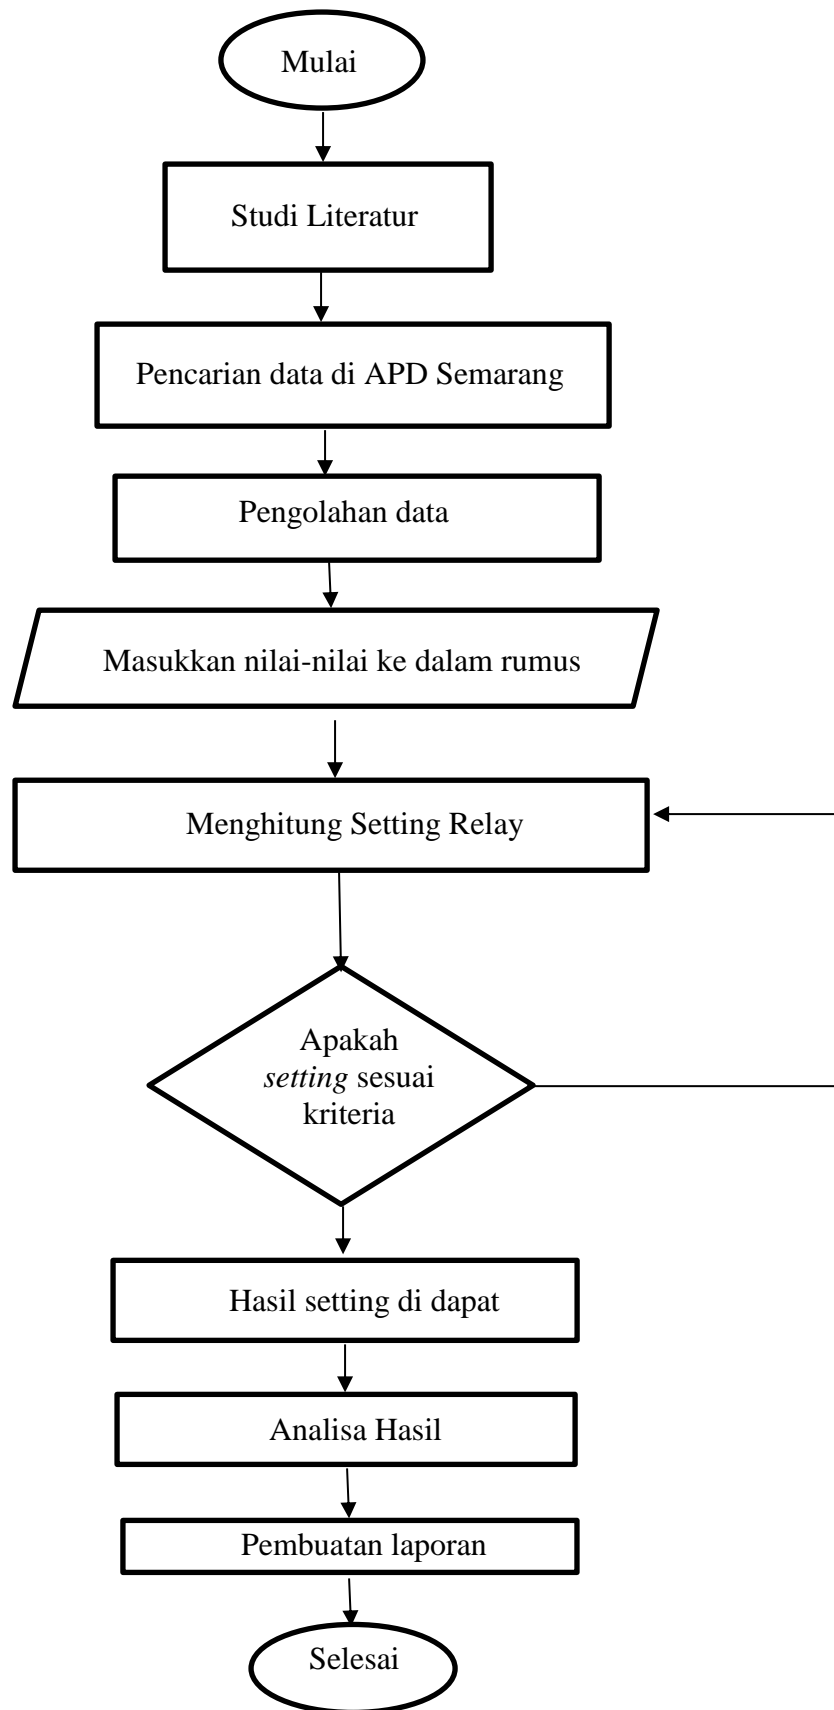 Mulai
Studi Literatur
Pencarian data di APD Semarang
Pengolahan data
Masukkan nilai-nilai ke dalam rumus
Menghitung Setting Relay
Apakah
setting sesuai
kriteria
Hasil setting di dapat
Analisa Hasil
Pembuatan laporan
Selesai